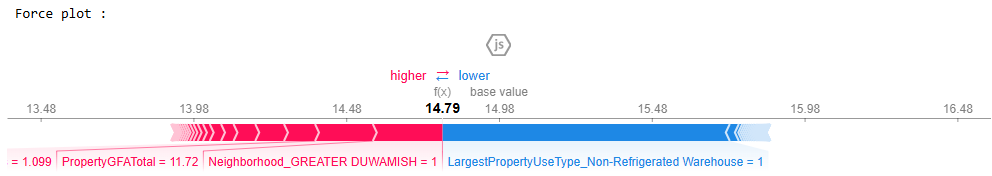 Force plot :
js
higher lower
f(x) base value
13.48 13.98 14.48 14.79 14.98 15.48 15.98 16.48
= 1.099 PropertyGFATotal = 11.72 Neighborhood_GREATER DUWAMISH = 1 LargestPropertyUseType_Non-Refrigerated Warehouse = 1